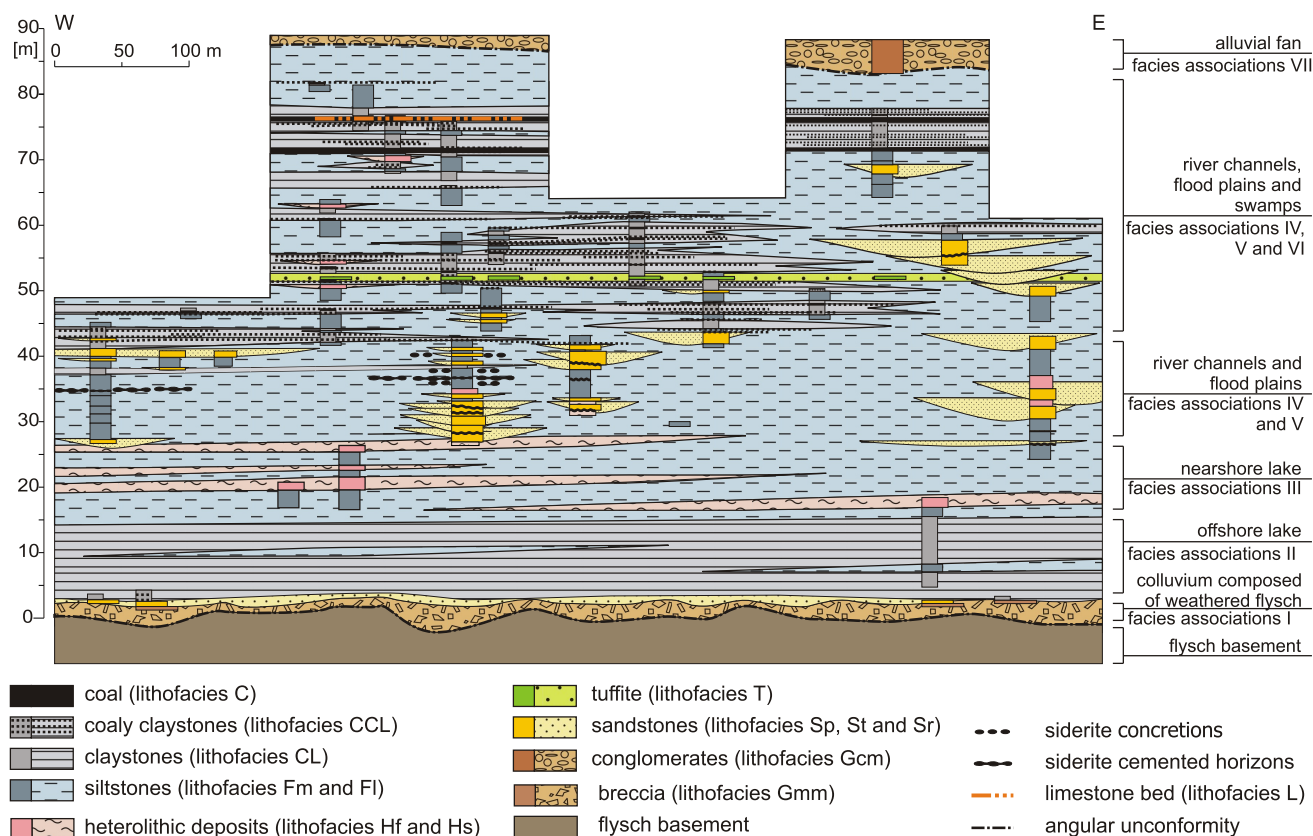 W
E
90
[m]
80
70
60
50
40
30
20
10
0
0
50
100 m
alluvial fan
facies associations VII
river channels,
flood plains and
swamps
facies associations IV,
V and VI
river channels and
flood plains
facies associations IV
and V
nearshore lake
facies associations III
offshore lake
facies associations II
colluvium composed
of weathered flysch
facies associations I
flysch basement
coal (lithofacies C)
coaly claystones (lithofacies CCL)
claystones (lithofacies CL)
siltstones (lithofacies Fm and Fl)
heterolithic deposits (lithofacies Hf and Hs)
tuffite (lithofacies T)
sandstones (lithofacies Sp, St and Sr)
conglomerates (lithofacies Gcm)
breccia (lithofacies Gmm)
flysch basement
siderite concretions
siderite cemented horizons
limestone bed (lithofacies L)
angular unconformity